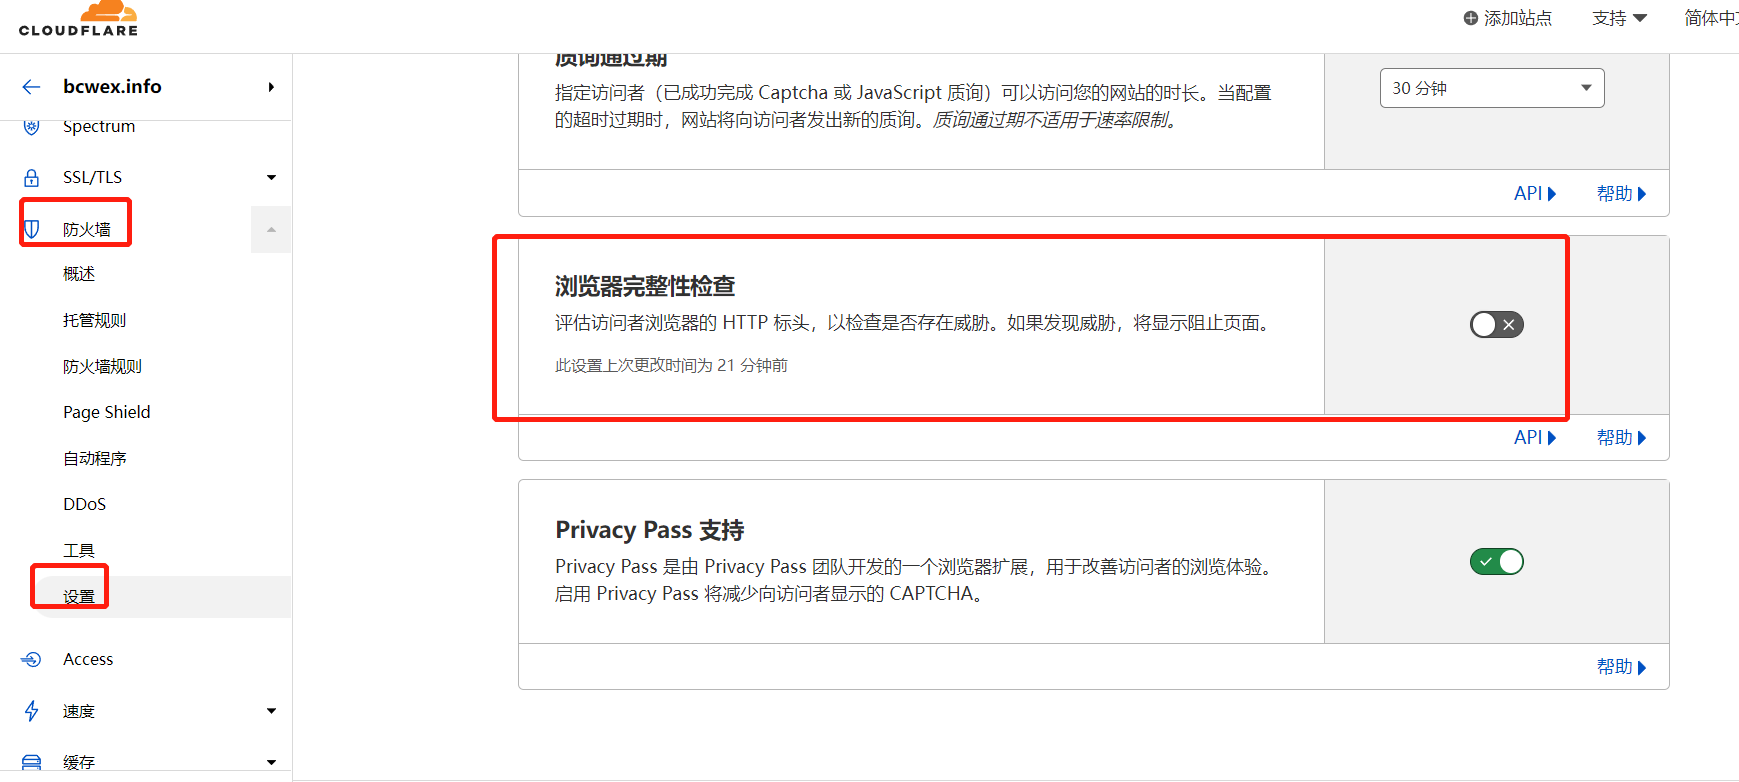 CLOUDFLARE
添加站点
支持
简体中文
bcwex.info
Spectrum
SSL/TLS
防火墙
概述
托管规则
防火墙规则
Page Shield
自动程序
DDoS
工具
设置
Access
速度
缓存
质询通过期
指定访问者（已成功完成 Captcha 或 JavaScript 质询）可以访问您的网站的时长。当配置
的超时过期时，网站将向访问者发出新的质询。质询通过期不适用于速率限制。
30 分钟
API
帮助
浏览器完整性检查
评估访问者浏览器的 HTTP 标头，以检查是否存在威胁。如果发现威胁，将显示阻止页面。
此设置上次更改时间为 21 分钟前
API
帮助
Privacy Pass 支持
Privacy Pass 是由 Privacy Pass 团队开发的一个浏览器扩展，用于改善访问者的浏览体验。
启用 Privacy Pass 将减少向访问者显示的 CAPTCHA。
帮助